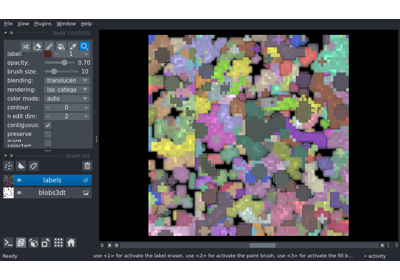 File View Plugins Window Help
layer controls
label: 1
opacity: 0.70
brush size: 10
blending: translucen
rendering: iso_catego
color mode: auto
contour: 0
n edit dim: 2
contiguous:
preserve
layer list
labels
blobs3dt
Ready
use <1> for activate the label eraser, use <2> for activate the paint brush, use <3> for activate the fill b...
activity